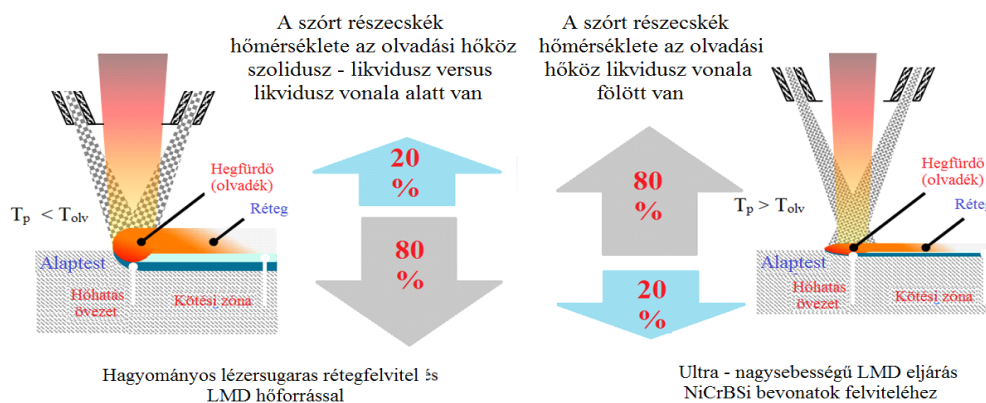 A szórt részecskék
hőmérséklete az olvadási hőköz
szolidusz - likvidusz versus
likvidusz vonala alatt van
A szórt részecskék
hőmérséklete az olvadási
hőköz likvidusz vonala
fölött van
20
%
80
%
80
%
20
%
Hegfürdő
(olvadék)
Réteg
Tp < Tolv
Alaptest
Hőhatás
övezet
Kötési zóna
Hegfürdő
(olvadék)
Réteg
Tp > Tolv
Alaptest
Hőhatás
övezet
Kötési zóna
Hagyományos lézersugaras rétegfelvitel és
LMD hőforrással
Ultra - nagysebességű LMD eljárás
NiCrBSi bevonatok felviteléhez